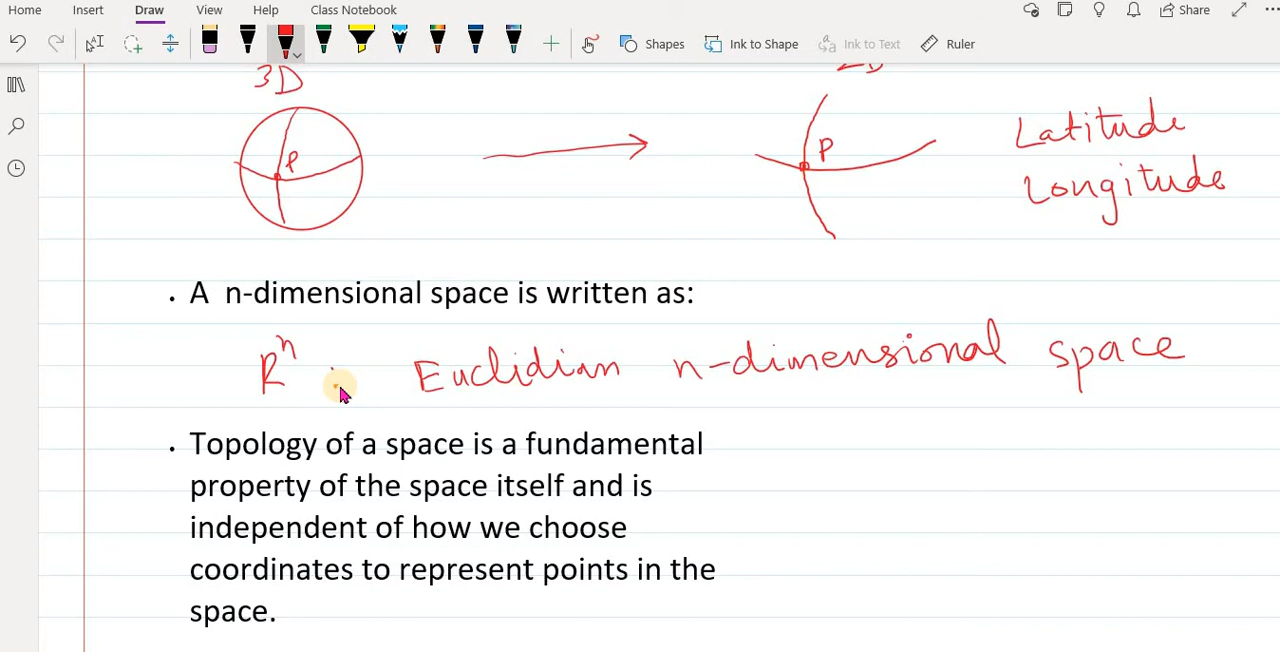 Home Insert Draw View Help Class Notebook Share
Shapes Ink to Shape Ink to Text Ruler
3D 2D
P P Latitude
Longitude
• A n-dimensional space is written as:
Rⁿ : Euclidian n-dimensional space
• Topology of a space is a fundamental
property of the space itself and is
independent of how we choose
coordinates to represent points in the
space.